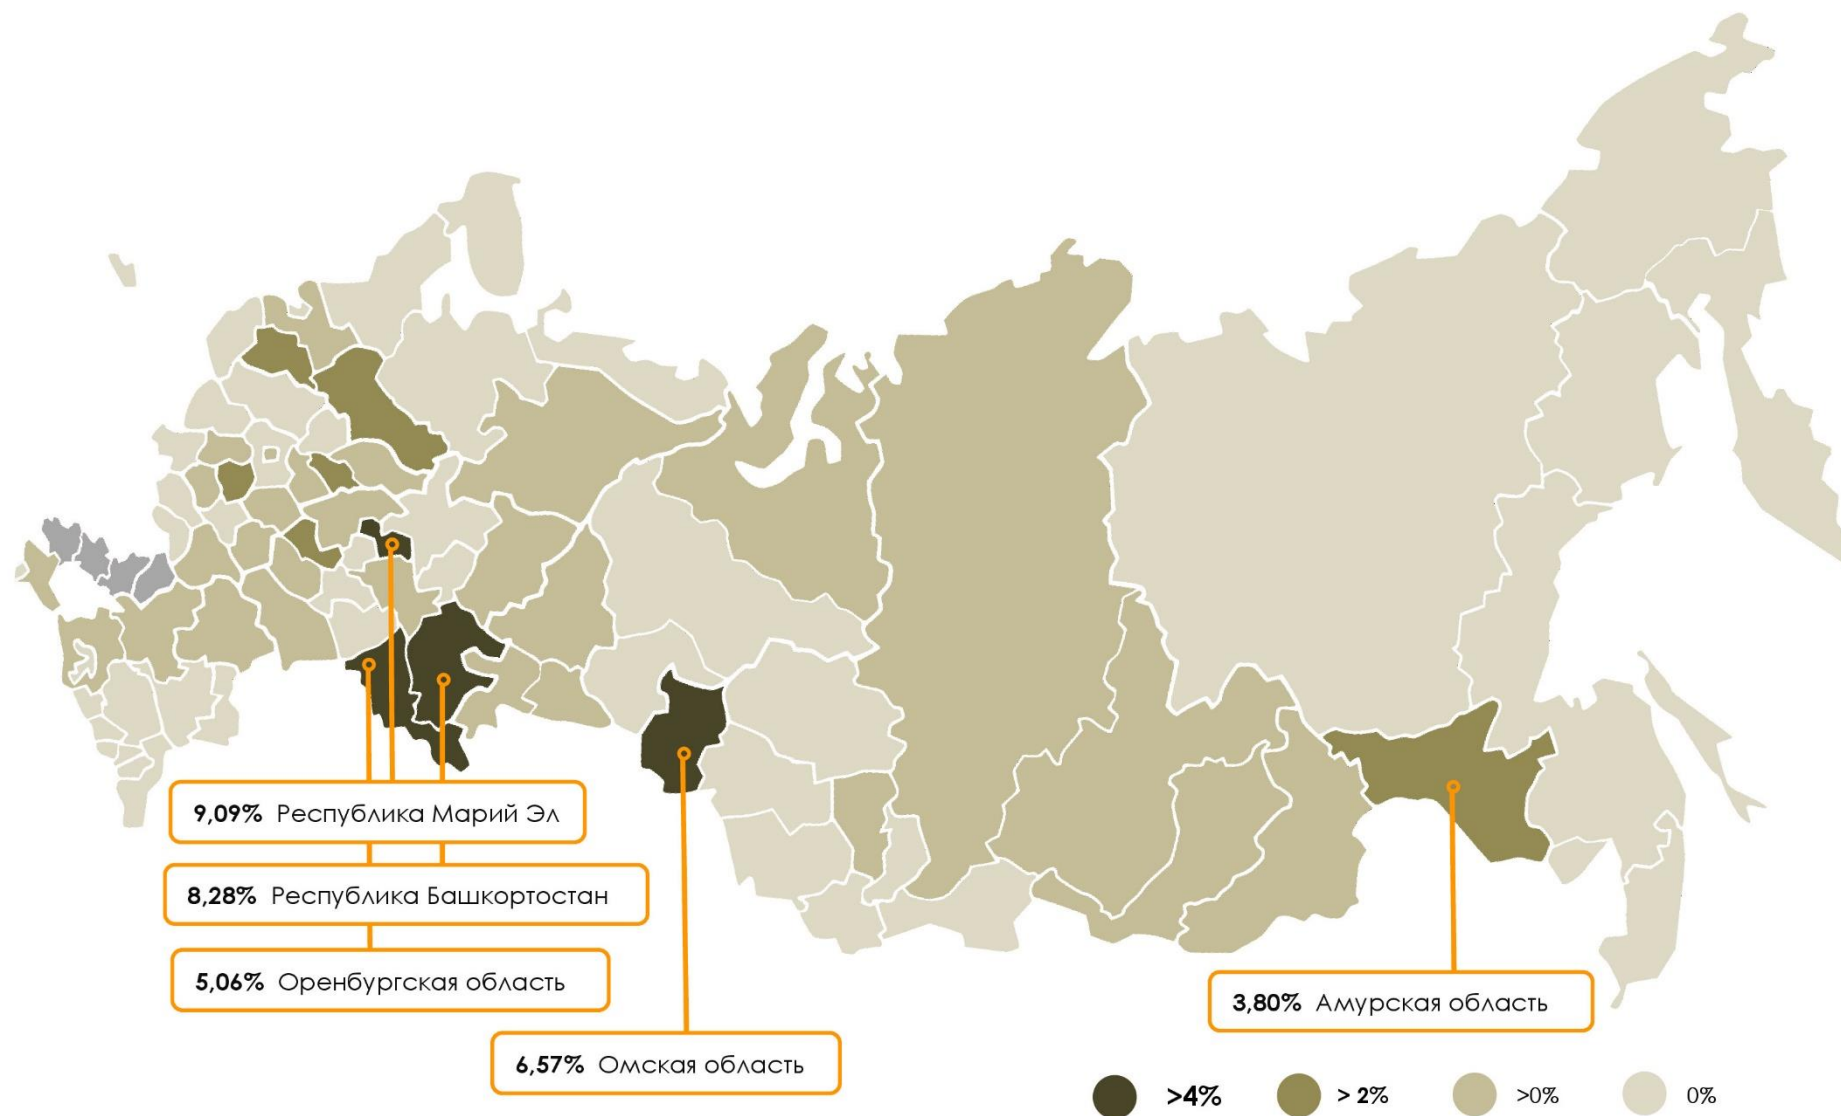 9,09% Республика Марий Эл
8,28% Республика Башкортостан
5,06% Оренбургская область
6,57% Омская область
3,80% Амурская область
>4%
> 2%
>0%
0%